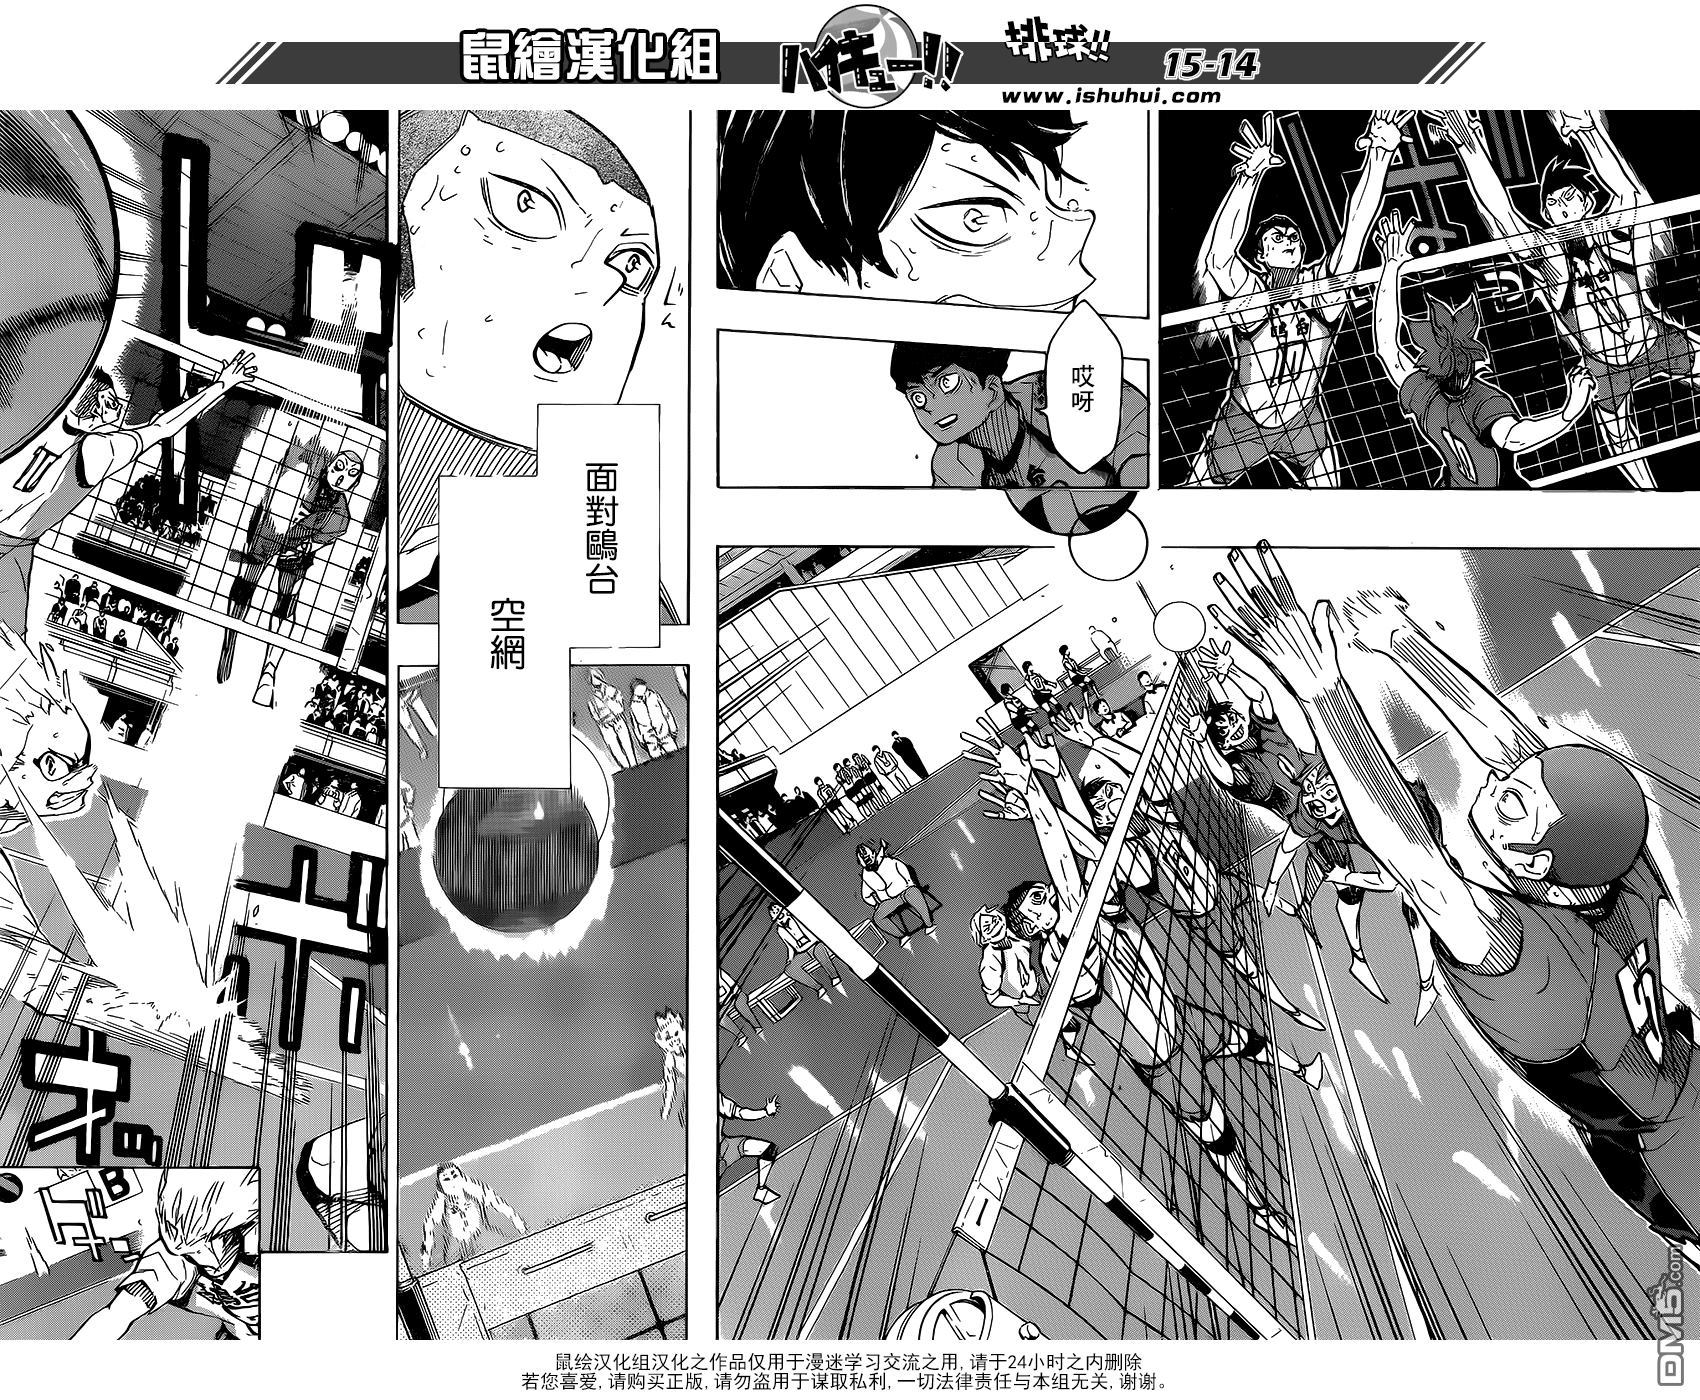 鼠繪漢化組
ハイキュー!!
排球!!
15-14
www.ishuhui.com
哎呀
面對鷗台
空網
10
B
鼠绘汉化组汉化之作品仅用于漫迷学习交流之用,请于24小时之内删除
若您喜爱,请购买正版,请勿盗用于谋取私利,一切法律责任与本组无关,谢谢。
DM5.com